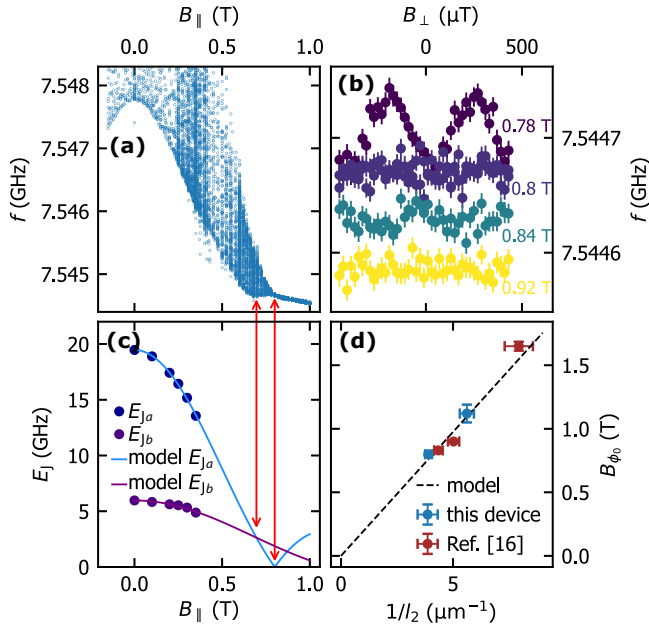 B∥ (T)
0.0 0.5 1.0
B⊥ (μT)
0 500
7.548
7.547
7.546
7.545
f (GHz)
(a)
(b)
0.78 T
0.8 T
0.84 T
0.92 T
7.5447
7.5446
f (GHz)
(c)
20
15
10
5
0
EJ (GHz)
EJa
EJb
model EJa
model EJb
0.0 0.5 1.0
B∥ (T)
(d)
1.5
1.0
0.5
0.0
Bϕ0 (T)
model
this device
Ref. [16]
0 5
1/l2 (μm−1)